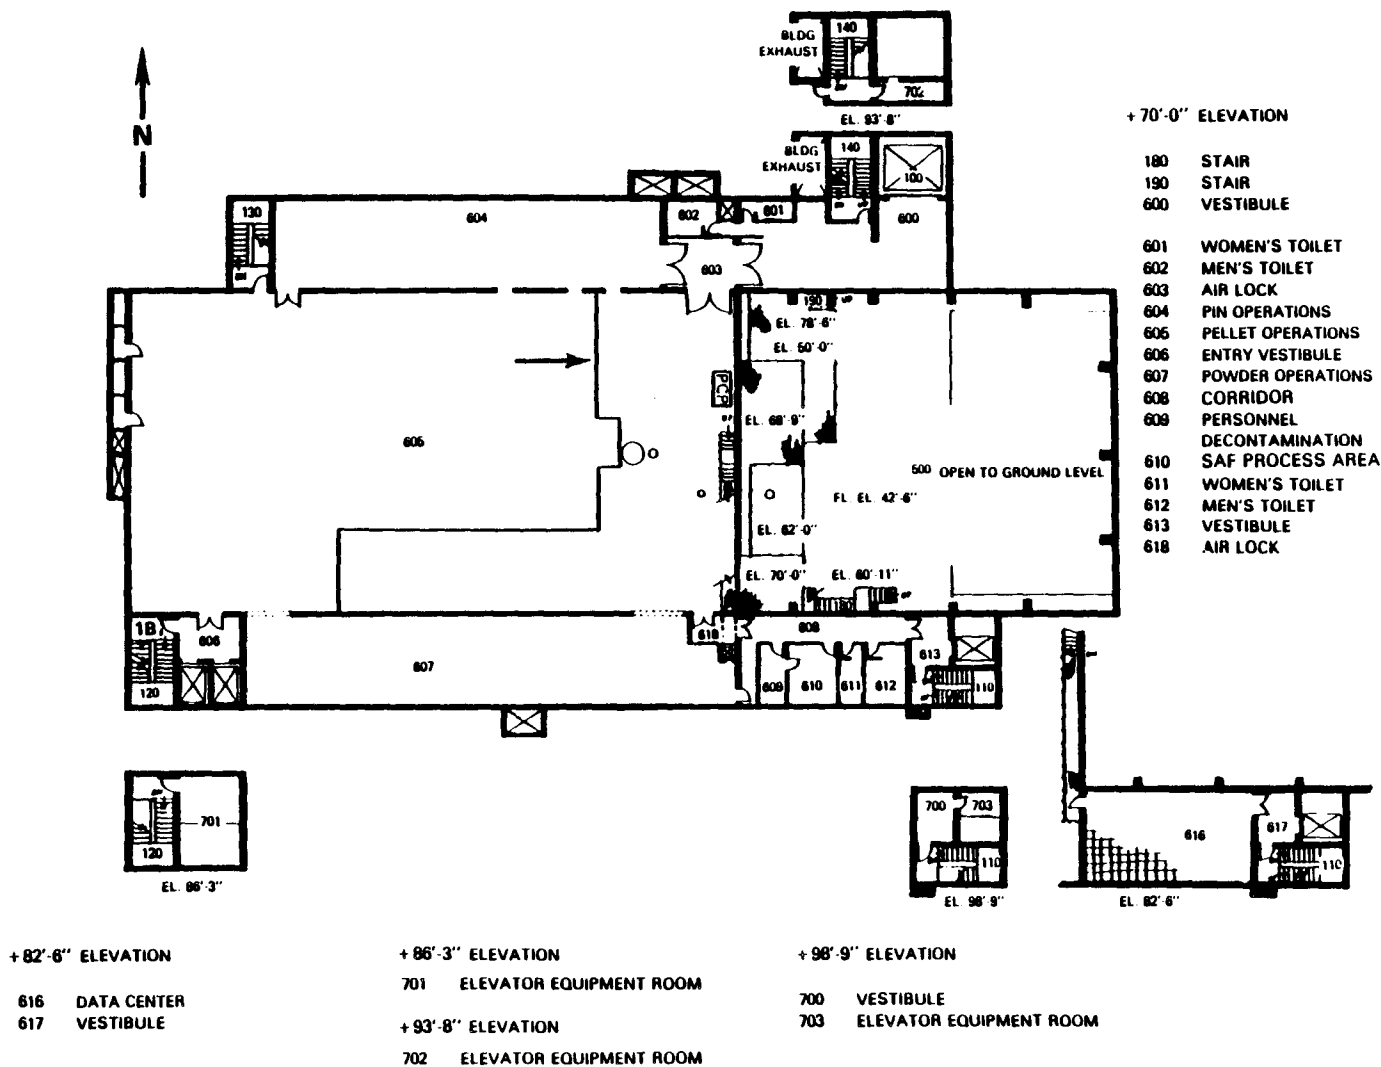 140
BLDG
EXHAUST
702
EL. 93'-8"
+ 70'-0" ELEVATION
N
BLDG
EXHAUST
140
100
180 STAIR
190 STAIR
600 VESTIBULE
130
604
602
601
600
603
601 WOMEN'S TOILET
602 MEN'S TOILET
603 AIR LOCK
604 PIN OPERATIONS
605 PELLET OPERATIONS
606 ENTRY VESTIBULE
607 POWDER OPERATIONS
608 CORRIDOR
609 PERSONNEL
DECONTAMINATION
610 SAF PROCESS AREA
611 WOMEN'S TOILET
612 MEN'S TOILET
613 VESTIBULE
618 AIR LOCK
190
UP
EL. 78'-6"
EL. 50'-0"
PCP
EL. 68'-9"
605
500 OPEN TO GROUND LEVEL
FL. EL. 42'-6"
EL. 62'-0"
EL. 70'-0"
EL. 60'-11"
1B
606
618
608
613
607
120
609
610
611
612
110
701
120
EL. 86'-3"
700
703
110
EL. 98'-9"
616
617
110
EL. 82'-6"
+ 82'-6" ELEVATION
616 DATA CENTER
617 VESTIBULE
+ 86'-3" ELEVATION
701 ELEVATOR EQUIPMENT ROOM
+ 93'-8" ELEVATION
702 ELEVATOR EQUIPMENT ROOM
+ 98'-9" ELEVATION
700 VESTIBULE
703 ELEVATOR EQUIPMENT ROOM